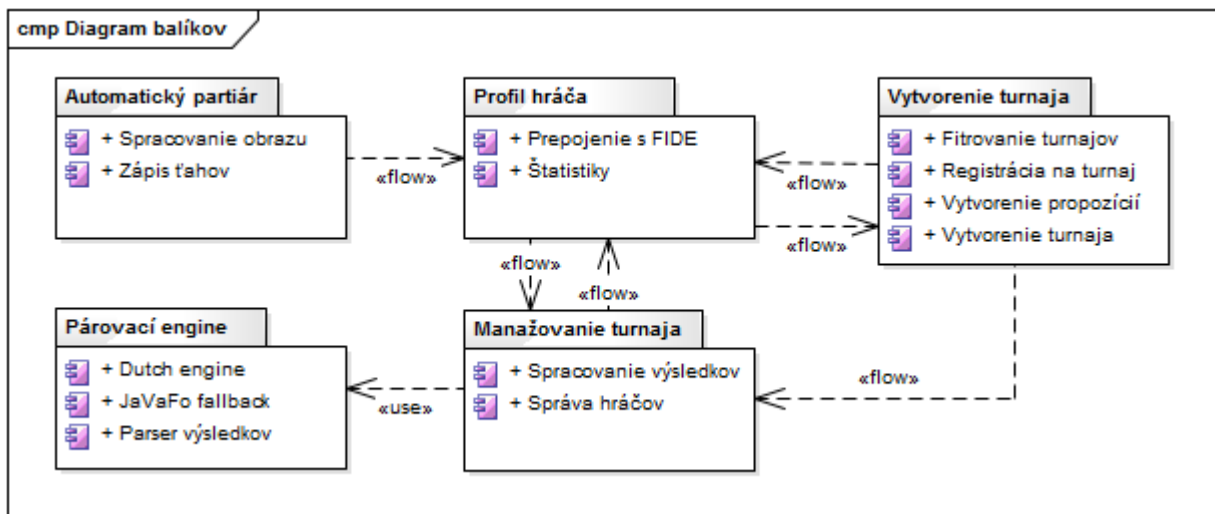 cmp Diagram balíkov
Automatický partiár
+ Spracovanie obrazu
+ Zápis ťahov
«flow»
Profil hráča
+ Prepojenie s FIDE
+ Štatistiky
«flow»
«flow»
Vytvorenie turnaja
+ Fitrovanie turnajov
+ Registrácia na turnaj
+ Vytvorenie propozícií
+ Vytvorenie turnaja
«flow»
«flow»
Párovací engine
+ Dutch engine
+ JaVaFo fallback
+ Parser výsledkov
«use»
Manažovanie turnaja
+ Spracovanie výsledkov
+ Správa hráčov
«flow»